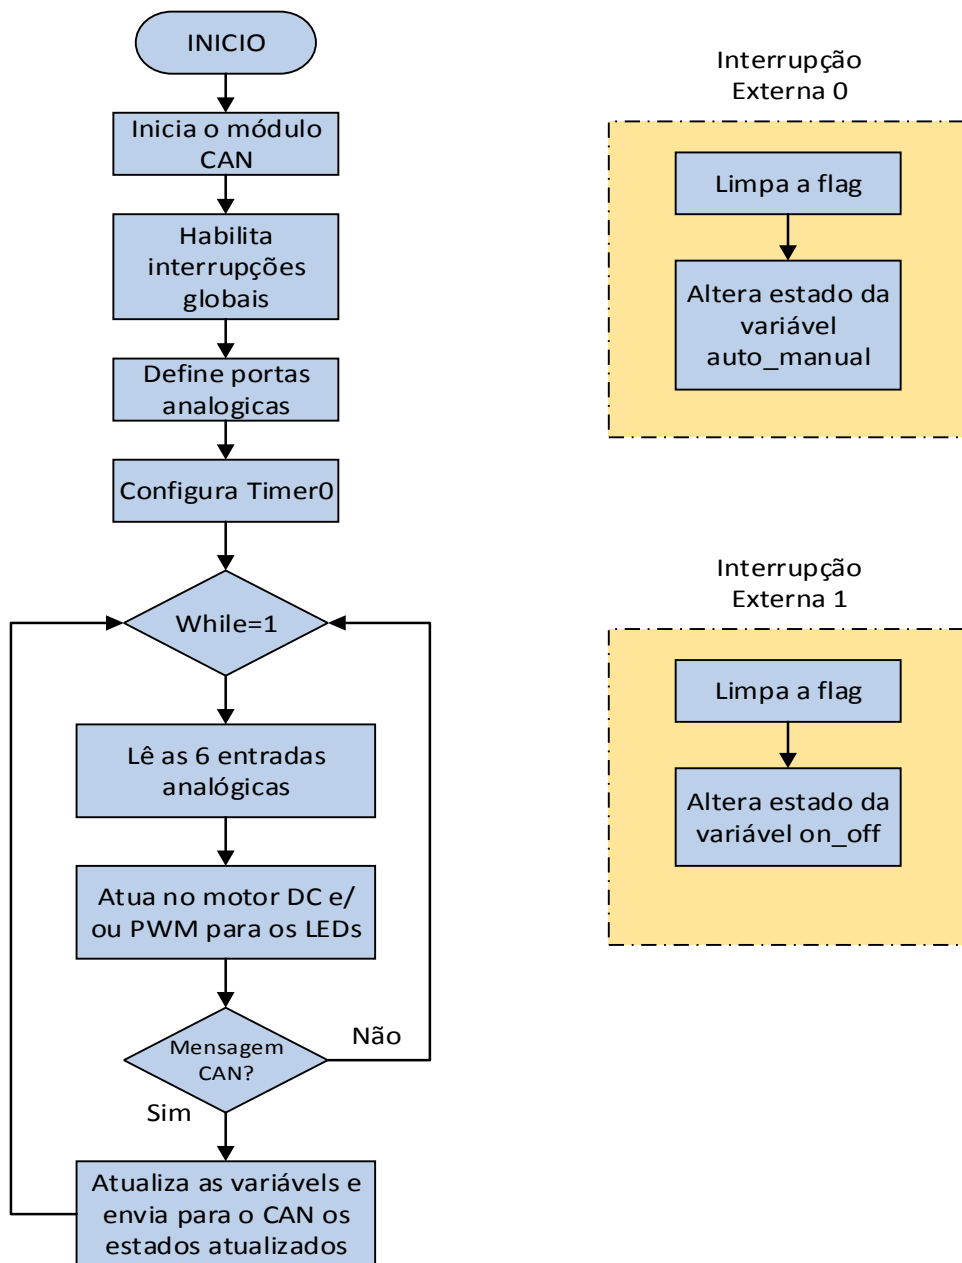 INICIO
Inicia o módulo
CAN
Habilita
interrupções
globais
Define portas
analogicas
Configura Timer0
While=1
Lê as 6 entradas
analógicas
Atua no motor DC e/
ou PWM para os LEDs
Mensagem
CAN?
Não
Sim
Atualiza as variávels e
envia para o CAN os
estados atualizados
Interrupção
Externa 0
Limpa a flag
Altera estado da
variável
auto_manual
Interrupção
Externa 1
Limpa a flag
Altera estado da
variável on_off